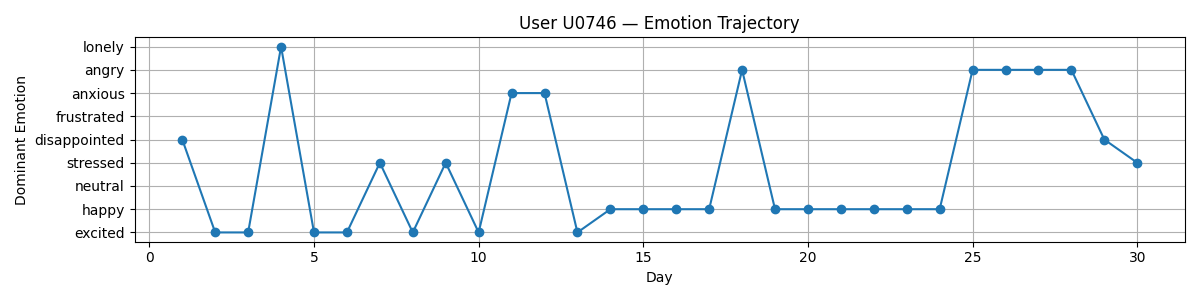 User U0746 — Emotion Trajectory
Dominant Emotion
lonely
angry
anxious
frustrated
disappointed
stressed
neutral
happy
excited
0 5 10 15 20 25 30
Day